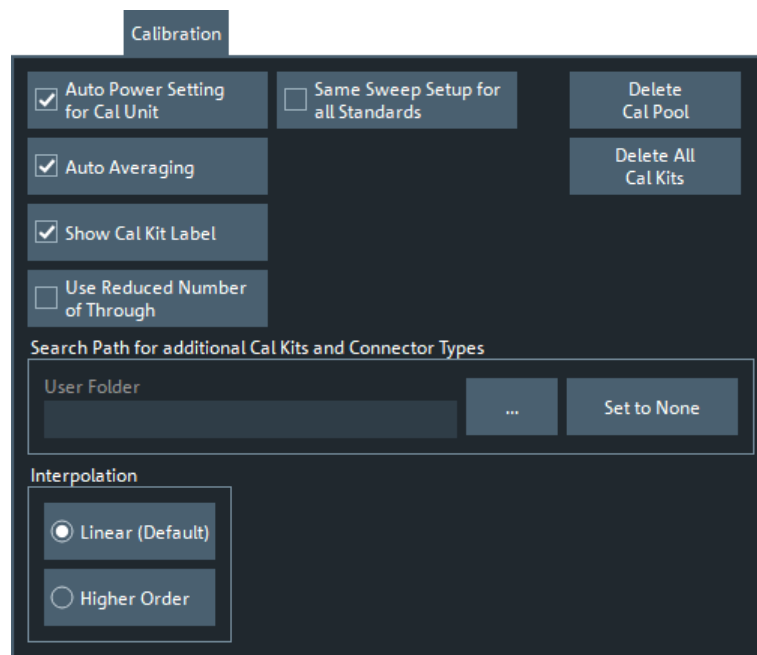 Calibration
Auto Power Setting
for Cal Unit
Same Sweep Setup for
all Standards
Delete
Cal Pool
Auto Averaging
Delete All
Cal Kits
Show Cal Kit Label
Use Reduced Number
of Through
Search Path for additional Cal Kits and Connector Types
User Folder
...
Set to None
Interpolation
Linear (Default)
Higher Order